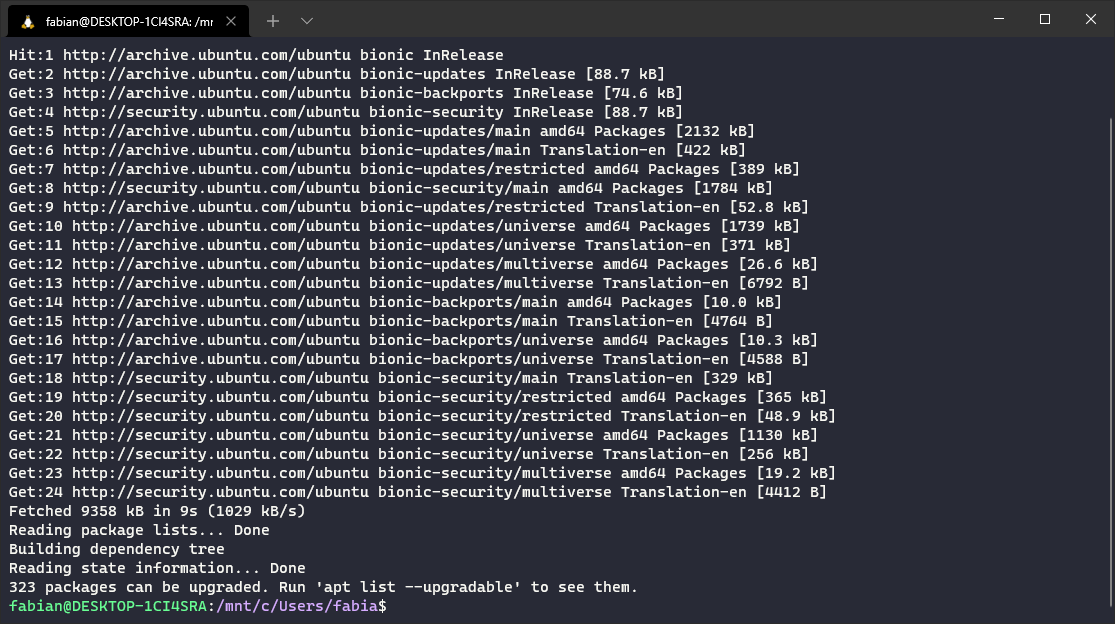 fabian@DESKTOP-1CI4SRA: /mr
Hit:1 http://archive.ubuntu.com/ubuntu bionic InRelease
Get:2 http://archive.ubuntu.com/ubuntu bionic-updates InRelease [88.7 kB]
Get:3 http://archive.ubuntu.com/ubuntu bionic-backports InRelease [74.6 kB]
Get:4 http://security.ubuntu.com/ubuntu bionic-security InRelease [88.7 kB]
Get:5 http://archive.ubuntu.com/ubuntu bionic-updates/main amd64 Packages [2132 kB]
Get:6 http://archive.ubuntu.com/ubuntu bionic-updates/main Translation-en [422 kB]
Get:7 http://archive.ubuntu.com/ubuntu bionic-updates/restricted amd64 Packages [389 kB]
Get:8 http://security.ubuntu.com/ubuntu bionic-security/main amd64 Packages [1784 kB]
Get:9 http://archive.ubuntu.com/ubuntu bionic-updates/restricted Translation-en [52.8 kB]
Get:10 http://archive.ubuntu.com/ubuntu bionic-updates/universe amd64 Packages [1739 kB]
Get:11 http://archive.ubuntu.com/ubuntu bionic-updates/universe Translation-en [371 kB]
Get:12 http://archive.ubuntu.com/ubuntu bionic-updates/multiverse amd64 Packages [26.6 kB]
Get:13 http://archive.ubuntu.com/ubuntu bionic-updates/multiverse Translation-en [6792 B]
Get:14 http://archive.ubuntu.com/ubuntu bionic-backports/main amd64 Packages [10.0 kB]
Get:15 http://archive.ubuntu.com/ubuntu bionic-backports/main Translation-en [4764 B]
Get:16 http://archive.ubuntu.com/ubuntu bionic-backports/universe amd64 Packages [10.3 kB]
Get:17 http://archive.ubuntu.com/ubuntu bionic-backports/universe Translation-en [4588 B]
Get:18 http://security.ubuntu.com/ubuntu bionic-security/main Translation-en [329 kB]
Get:19 http://security.ubuntu.com/ubuntu bionic-security/restricted amd64 Packages [365 kB]
Get:20 http://security.ubuntu.com/ubuntu bionic-security/restricted Translation-en [48.9 kB]
Get:21 http://security.ubuntu.com/ubuntu bionic-security/universe amd64 Packages [1130 kB]
Get:22 http://security.ubuntu.com/ubuntu bionic-security/universe Translation-en [256 kB]
Get:23 http://security.ubuntu.com/ubuntu bionic-security/multiverse amd64 Packages [19.2 kB]
Get:24 http://security.ubuntu.com/ubuntu bionic-security/multiverse Translation-en [4412 B]
Fetched 9358 kB in 9s (1029 kB/s)
Reading package lists... Done
Building dependency tree
Reading state information... Done
323 packages can be upgraded. Run 'apt list --upgradable' to see them.
fabian@DESKTOP-1CI4SRA:/mnt/c/Users/fabia$